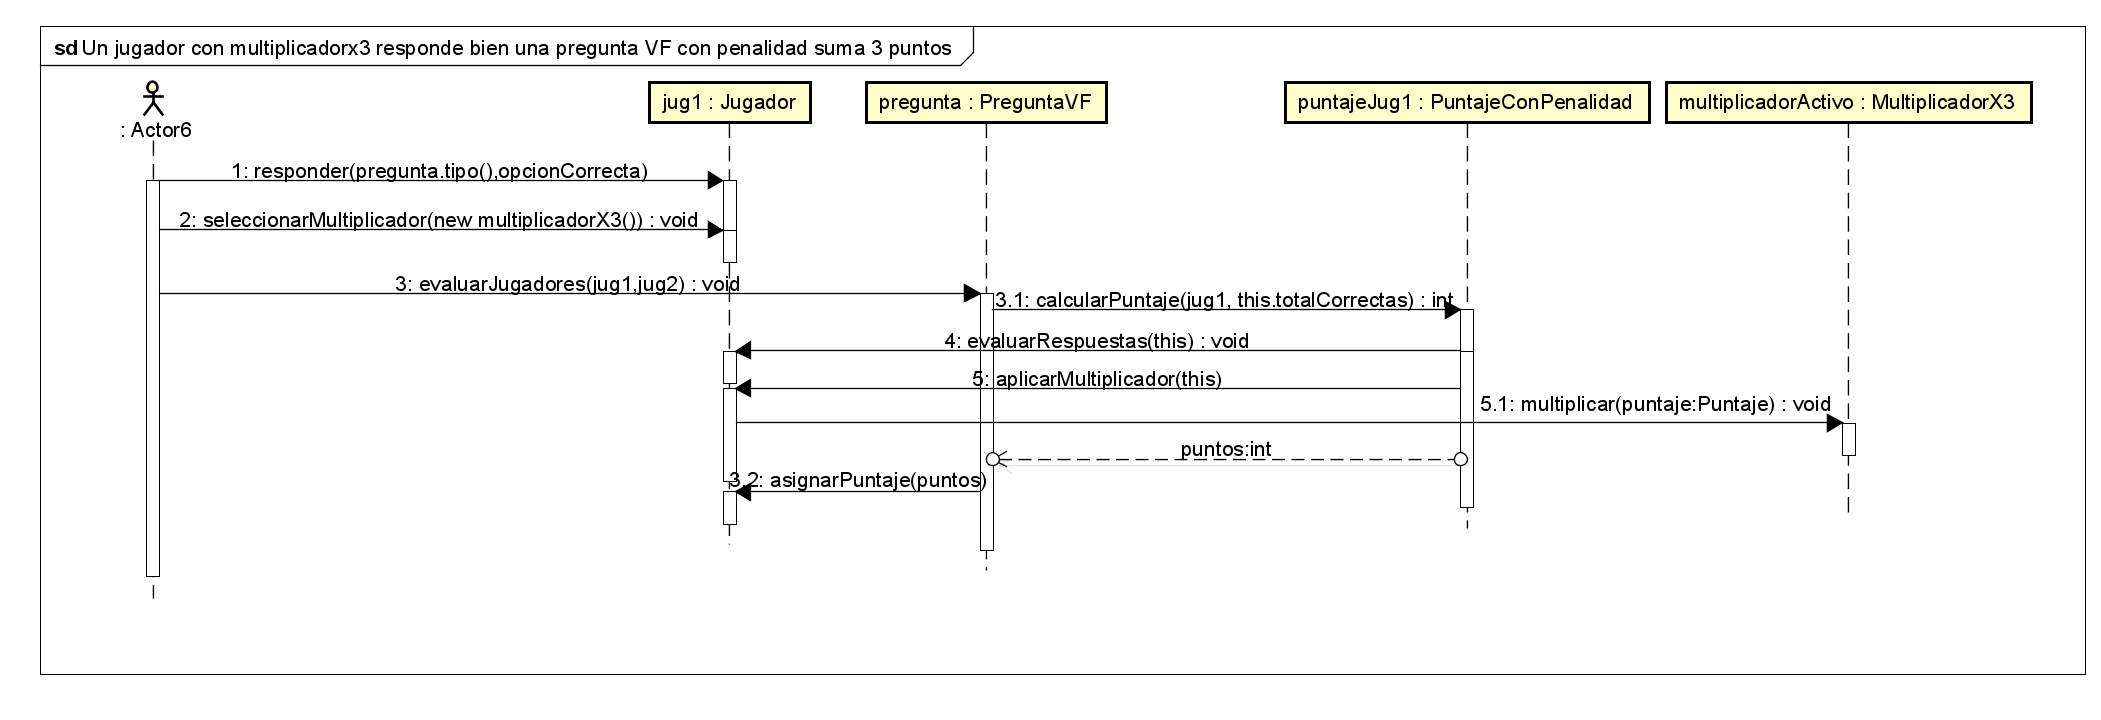 sd Un jugador con multiplicadorx3 responde bien una pregunta VF con penalidad suma 3 puntos
: Actor6
jug1 : Jugador
pregunta : PreguntaVF
puntajeJug1 : PuntajeConPenalidad
multiplicadorActivo : MultiplicadorX3
1: responder(pregunta.tipo(),opcionCorrecta)
2: seleccionarMultiplicador(new multiplicadorX3()) : void
3: evaluarJugadores(jug1,jug2) : void
3.1: calcularPuntaje(jug1, this.totalCorrectas) : int
4: evaluarRespuestas(this) : void
5: aplicarMultiplicador(this)
5.1: multiplicar(puntaje:Puntaje) : void
puntos:int
3.2: asignarPuntaje(puntos)